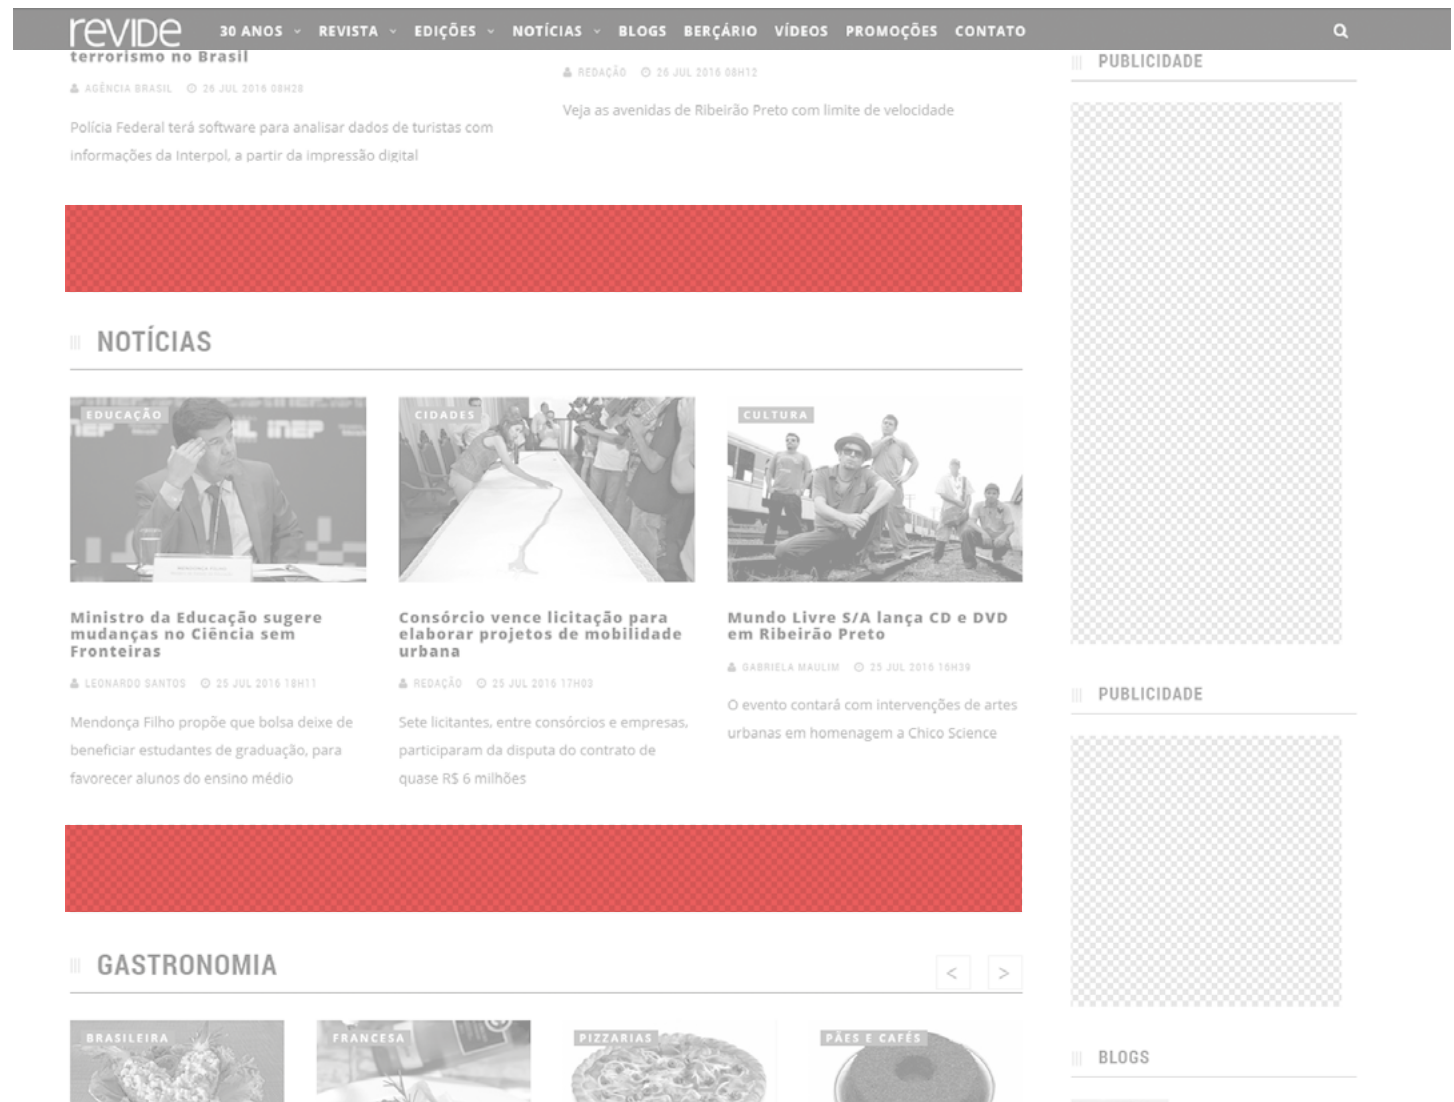 revide 30 ANOS REVISTA EDIÇÕES NOTÍCIAS BLOGS BERÇÁRIO VÍDEOS PROMOÇÕES CONTATO
terrorismo no Brasil
AGÊNCIA BRASIL 26 JUL 2016 08H28
Polícia Federal terá software para analisar dados de turistas com
informações da Interpol, a partir da impressão digital
REDAÇÃO 26 JUL 2016 08H12
Veja as avenidas de Ribeirão Preto com limite de velocidade
PUBLICIDADE
NOTÍCIAS
EDUCAÇÃO
inep
Ministro da Educação sugere
mudanças no Ciência sem
Fronteiras
LEONARDO SANTOS 25 JUL 2016 18H11
Mendonça Filho propõe que bolsa deixe de
beneficiar estudantes de graduação, para
favorecer alunos do ensino médio
CIDADES
Consórcio vence licitação para
elaborar projetos de mobilidade
urbana
REDAÇÃO 25 JUL 2016 17H03
Sete licitantes, entre consórcios e empresas,
participaram da disputa do contrato de
quase R$ 6 milhões
CULTURA
Mundo Livre S/A lança CD e DVD
em Ribeirão Preto
GABRIELA MAULIM 25 JUL 2016 16H39
O evento contará com intervenções de artes
urbanas em homenagem a Chico Science
PUBLICIDADE
GASTRONOMIA
< >
BRASILEIRA
FRANCESA
PIZZARIAS
PÃES E CAFÉS
BLOGS